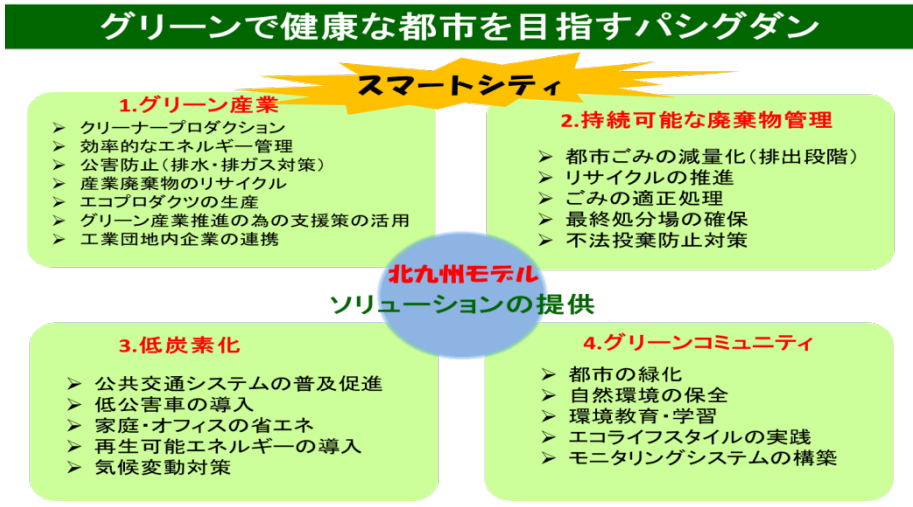 グリーンで健康な都市を目指すパシグダン
スマートシティ
1.グリーン産業
➢ クリーナープロダクション
➢ 効率的なエネルギー管理
➢ 公害防止(排水・排ガス対策)
➢ 産業廃棄物のリサイクル
➢ エコプロダクツの生産
➢ グリーン産業推進の為の支援策の活用
➢ 工業団地内企業の連携
2.持続可能な廃棄物管理
➢ 都市ごみの減量化(排出段階)
➢ リサイクルの推進
➢ ごみの適正処理
➢ 最終処分場の確保
➢ 不法投棄防止対策
北九州モデル
ソリューションの提供
3.低炭素化
➢ 公共交通システムの普及促進
➢ 低公害車の導入
➢ 家庭・オフィスの省エネ
➢ 再生可能エネルギーの導入
➢ 気候変動対策
4.グリーンコミュニティ
➢ 都市の緑化
➢ 自然環境の保全
➢ 環境教育・学習
➢ エコライフスタイルの実践
➢ モニタリングシステムの構築